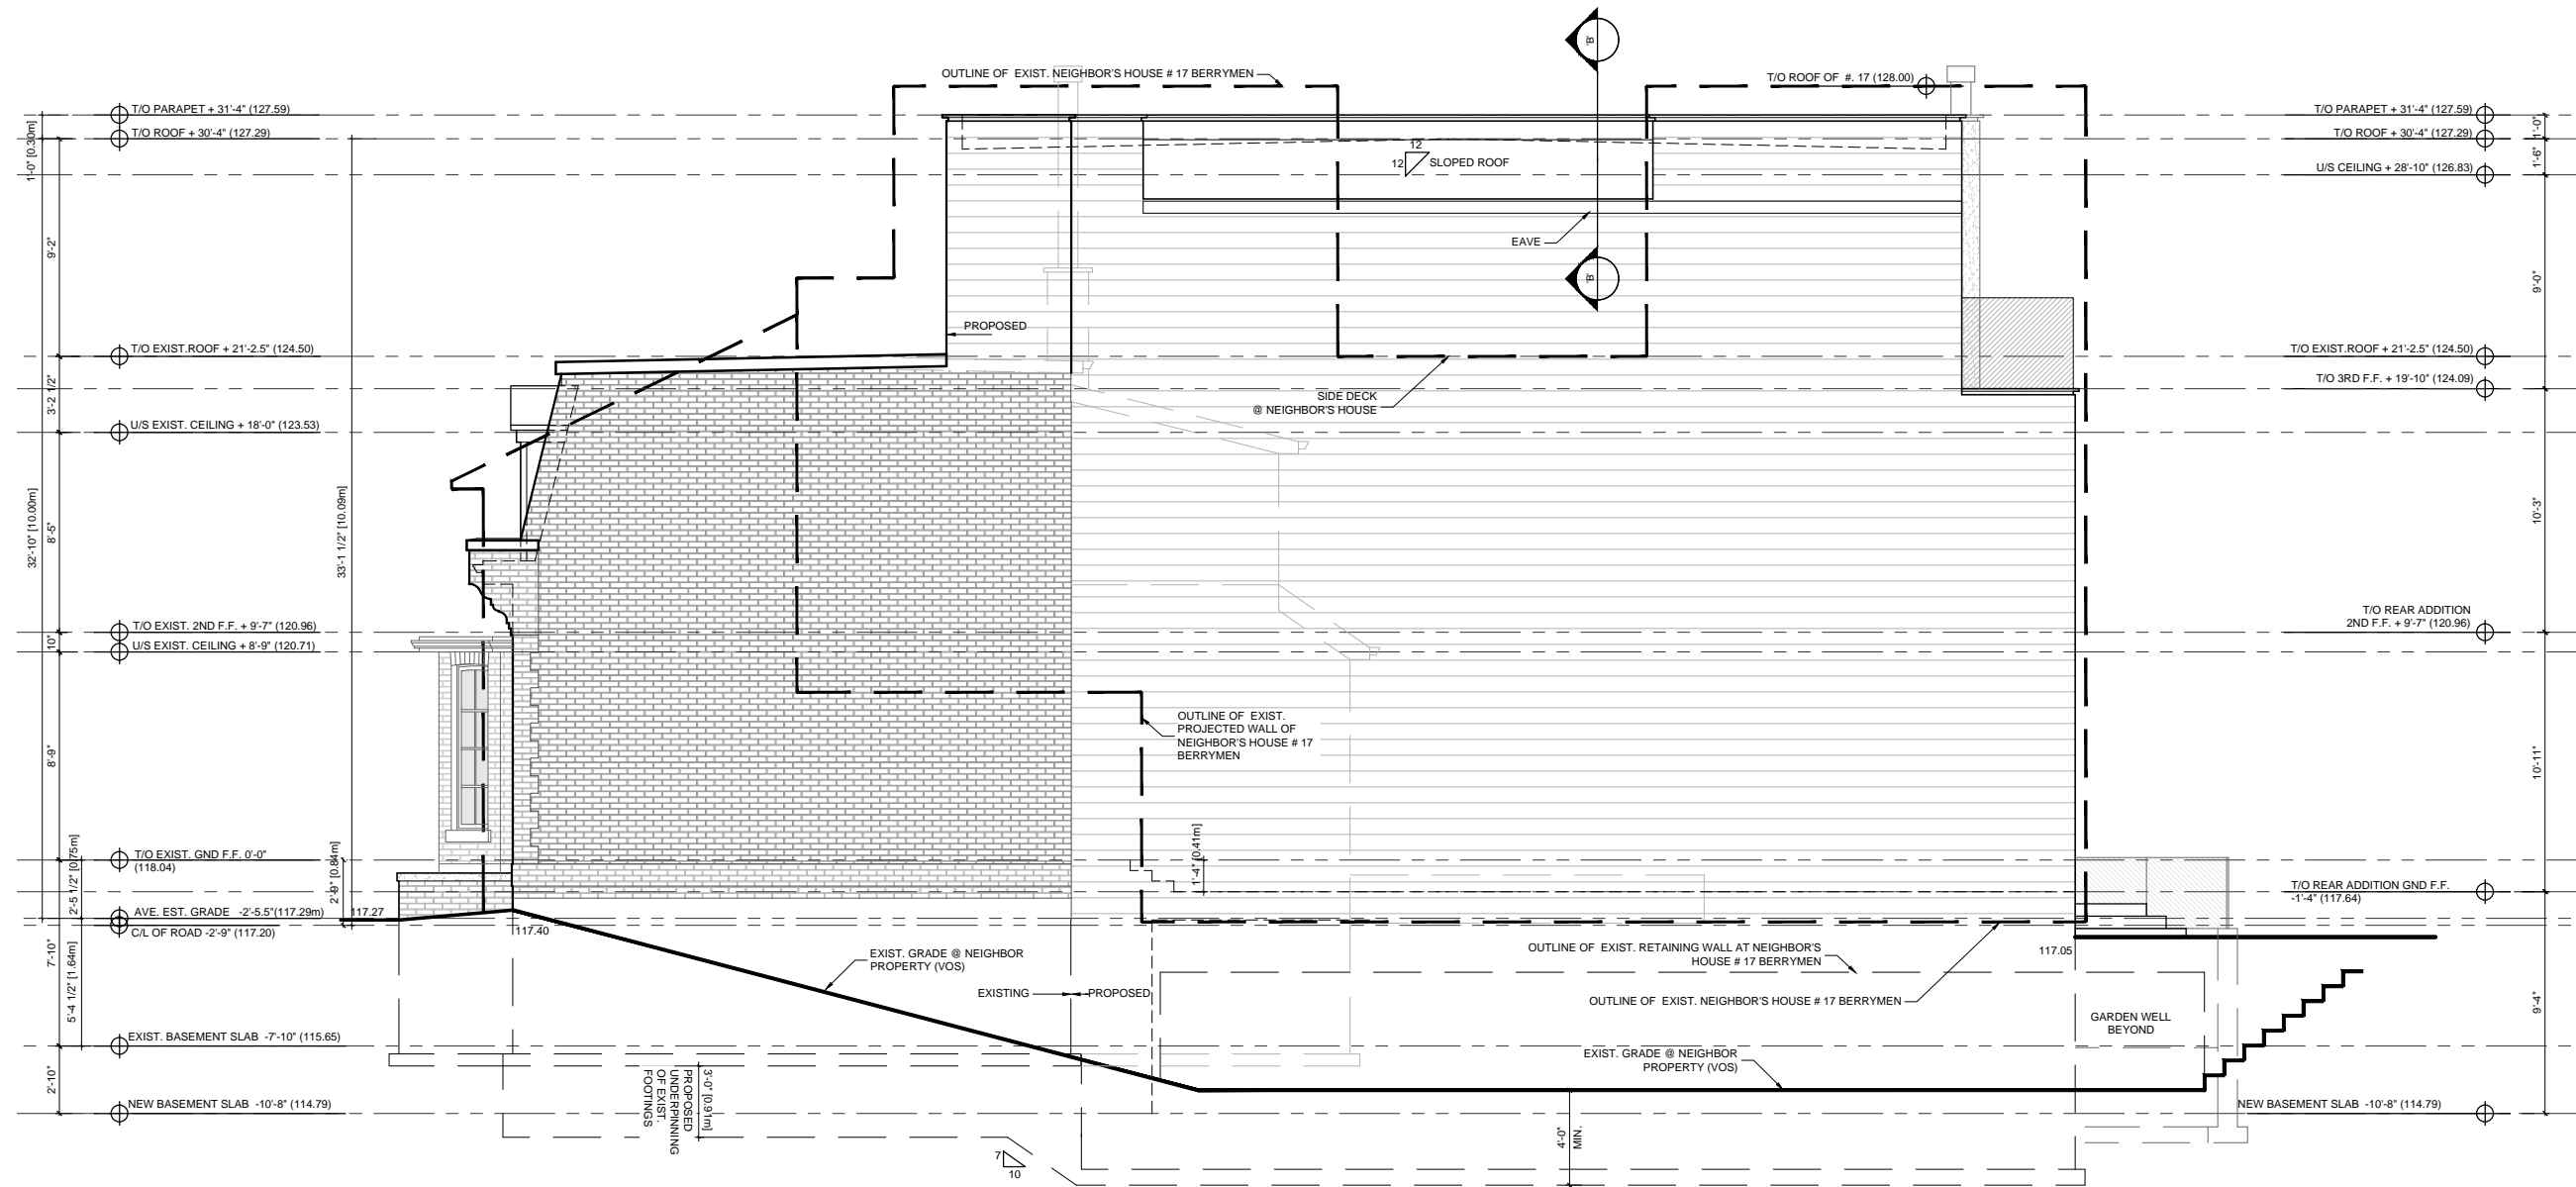 OUTLINE OF EXIST. NEIGHBOR'S HOUSE # 17 BERRYMEN
T/O ROOF OF #. 17 (128.00)
T/O PARAPET + 31'-4" (127.59)
T/O ROOF + 30'-4" (127.29)
T/O EXIST.ROOF + 21'-2.5" (124.50)
U/S EXIST. CEILING + 18'-0" (123.53)
T/O EXIST. 2ND F.F. + 9'-7" (120.96)
U/S EXIST. CEILING + 8'-9" (120.71)
T/O EXIST. GND F.F. 0'-0"
(118.04)
AVE. EST. GRADE -2'-5.5"(117.29m)
C/L OF ROAD -2'-9" (117.20)
EXIST. BASEMENT SLAB -7'-10" (115.65)
NEW BASEMENT SLAB -10'-8" (114.79)
1'-0" [0.30m]
32'-10" [10.00m]
9'-2"
3'-2 1/2"
8'-5"
10"
8'-9"
2'-5 1/2" [0.75m]
7'-10"
5'-4 1/2" [1.64m]
2'-10"
33'-1 1/2" [10.09m]
2'-9" [0.84m]
117.27
117.40
12
12
SLOPED ROOF
EAVE
PROPOSED
SIDE DECK
@ NEIGHBOR'S HOUSE
OUTLINE OF EXIST.
PROJECTED WALL OF
NEIGHBOR'S HOUSE # 17
BERRYMEN
1'-4" [0.41m]
EXIST. GRADE @ NEIGHBOR
PROPERTY (VOS)
EXISTING
PROPOSED
OUTLINE OF EXIST. RETAINING WALL AT NEIGHBOR'S
HOUSE # 17 BERRYMEN
OUTLINE OF EXIST. NEIGHBOR'S HOUSE # 17 BERRYMEN
EXIST. GRADE @ NEIGHBOR
PROPERTY (VOS)
3'-0" [0.91m]
PROPOSED
UNDERPINNING
OF EXIST.
FOOTINGS
7
10
4'-0"
MIN.
117.05
GARDEN WELL
BEYOND
T/O PARAPET + 31'-4" (127.59)
T/O ROOF + 30'-4" (127.29)
U/S CEILING + 28'-10" (126.83)
T/O EXIST.ROOF + 21'-2.5" (124.50)
T/O 3RD F.F. + 19'-10" (124.09)
T/O REAR ADDITION
2ND F.F. + 9'-7" (120.96)
T/O REAR ADDITION GND F.F.
-1'-4" (117.64)
NEW BASEMENT SLAB -10'-8" (114.79)
1'-0"
1'-6"
9'-0"
10'-3"
10'-11"
9'-4"